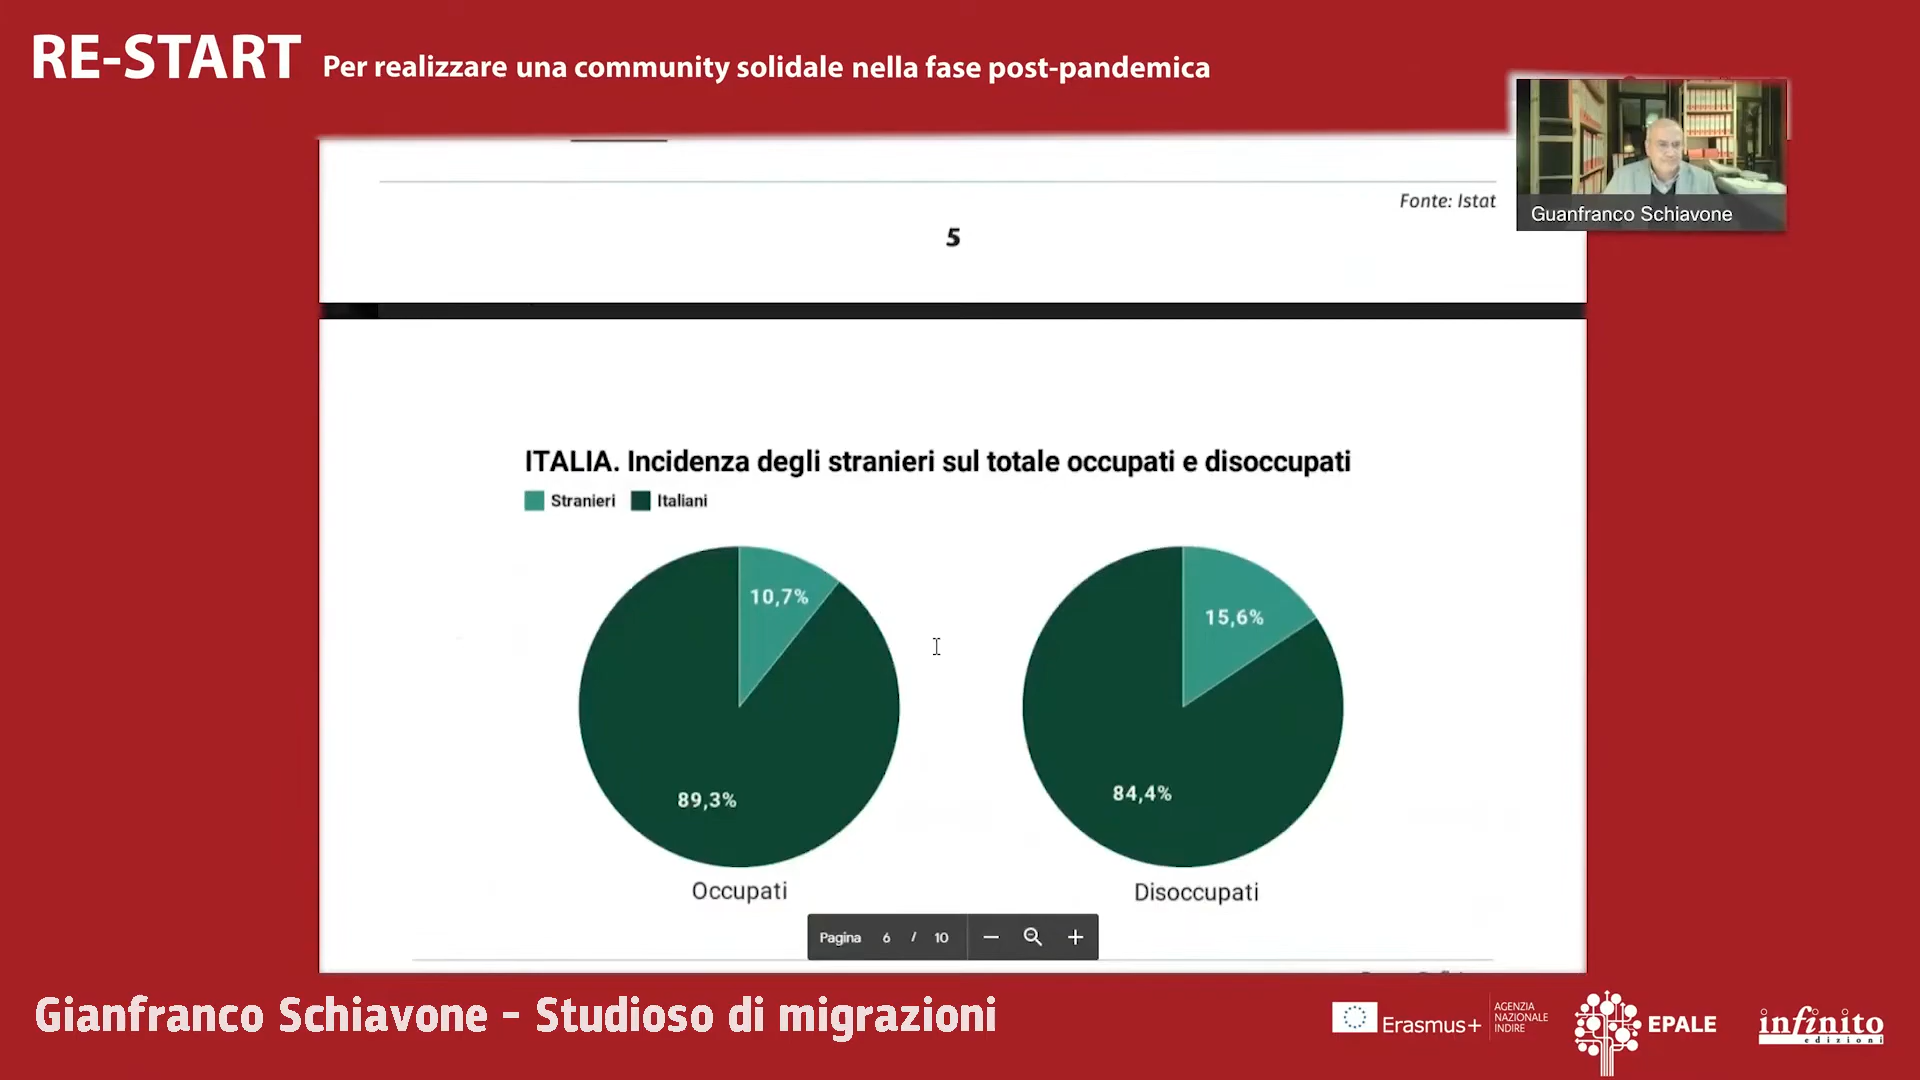 RE-START Per realizzare una community solidale nella fase post-pandemica
Guanfranco Schiavone
Fonte: Istat
5
ITALIA. Incidenza degli stranieri sul totale occupati e disoccupati
Stranieri Italiani
10,7%
89,3%
Occupati
15,6%
84,4%
Disoccupati
Pagina 6 / 10
Gianfranco Schiavone - Studioso di migrazioni
Erasmus+
AGENZIA
NAZIONALE
INDIRE
EPALE
infinito
edizioni